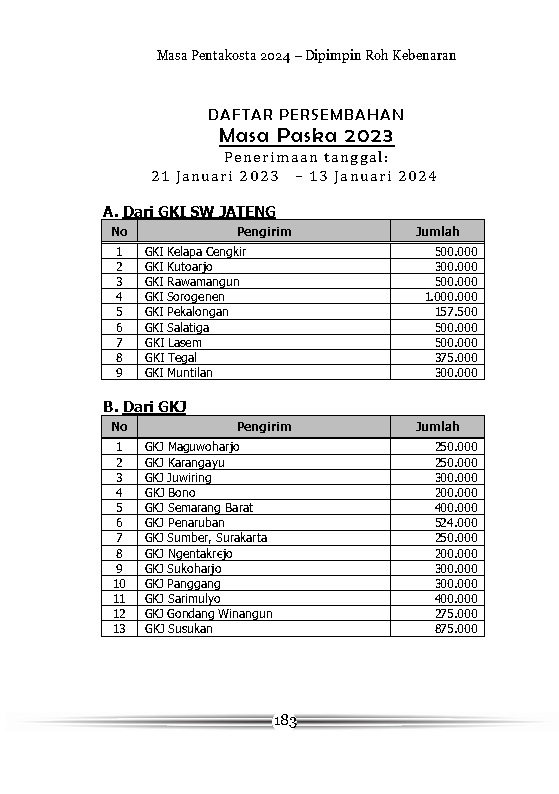 Masa Pentakosta 2024 – Dipimpin Roh Kebenaran
DAFTAR PERSEMBAHAN
Masa Paska 2023
Penerimaan tanggal:
21 Januari 2023 – 13 Januari 2024
A. Dari GKI SW JATENG
No Pengirim Jumlah
1 GKI Kelapa Cengkir 500.000
2 GKI Kutoarjo 300.000
3 GKI Rawamangun 500.000
4 GKI Sorogenen 1.000.000
5 GKI Pekalongan 157.500
6 GKI Salatiga 500.000
7 GKI Lasem 500.000
8 GKI Tegal 375.000
9 GKI Muntilan 300.000
B. Dari GKJ
No Pengirim Jumlah
1 GKJ Maguwoharjo 250.000
2 GKJ Karangayu 250.000
3 GKJ Juwiring 300.000
4 GKJ Bono 200.000
5 GKJ Semarang Barat 400.000
6 GKJ Penaruban 524.000
7 GKJ Sumber, Surakarta 250.000
8 GKJ Ngentakrejo 200.000
9 GKJ Sukoharjo 300.000
10 GKJ Panggang 300.000
11 GKJ Sarimulyo 400.000
12 GKJ Gondang Winangun 275.000
13 GKJ Susukan 875.000
183